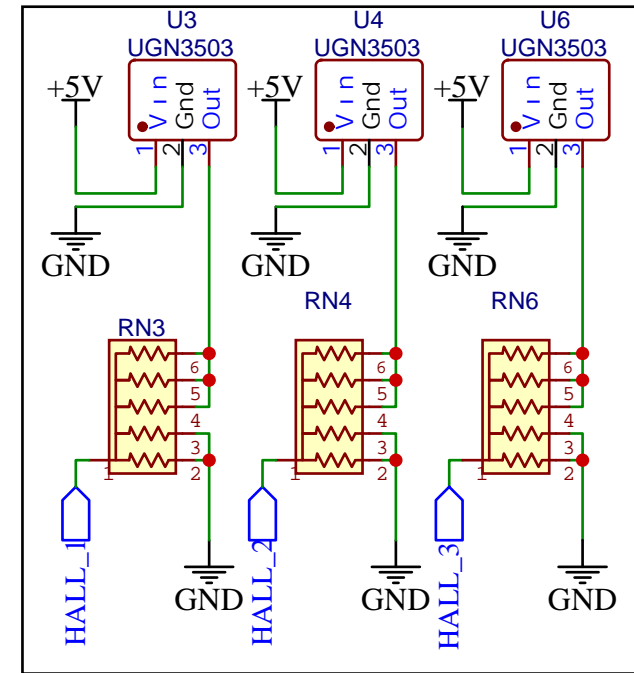 U3 U4 U6
UGN3503 UGN3503 UGN3503
+5V +5V +5V
Vin Gnd Out Vin Gnd Out Vin Gnd Out
1 2 3 1 2 3 1 2 3
GND GND GND
RN3 RN4 RN6
6 6 6
5 5 5
4 4 4
3 3 3
1 2 1 2 1 2
HALL_1 HALL_2 HALL_3
GND GND GND